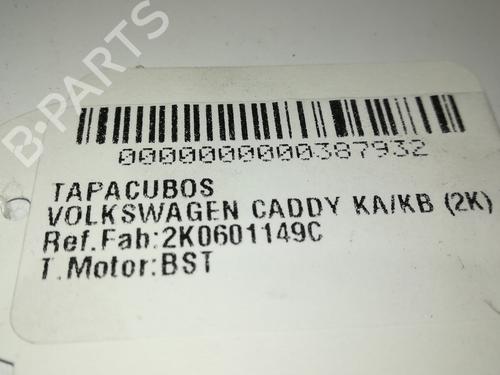 B-PARTS
0000000000387932
TAPACUBOS
VOLKSWAGEN CADDY KA/KB (2K)
Ref.Fab:2K0601149C
T.Motor:BST